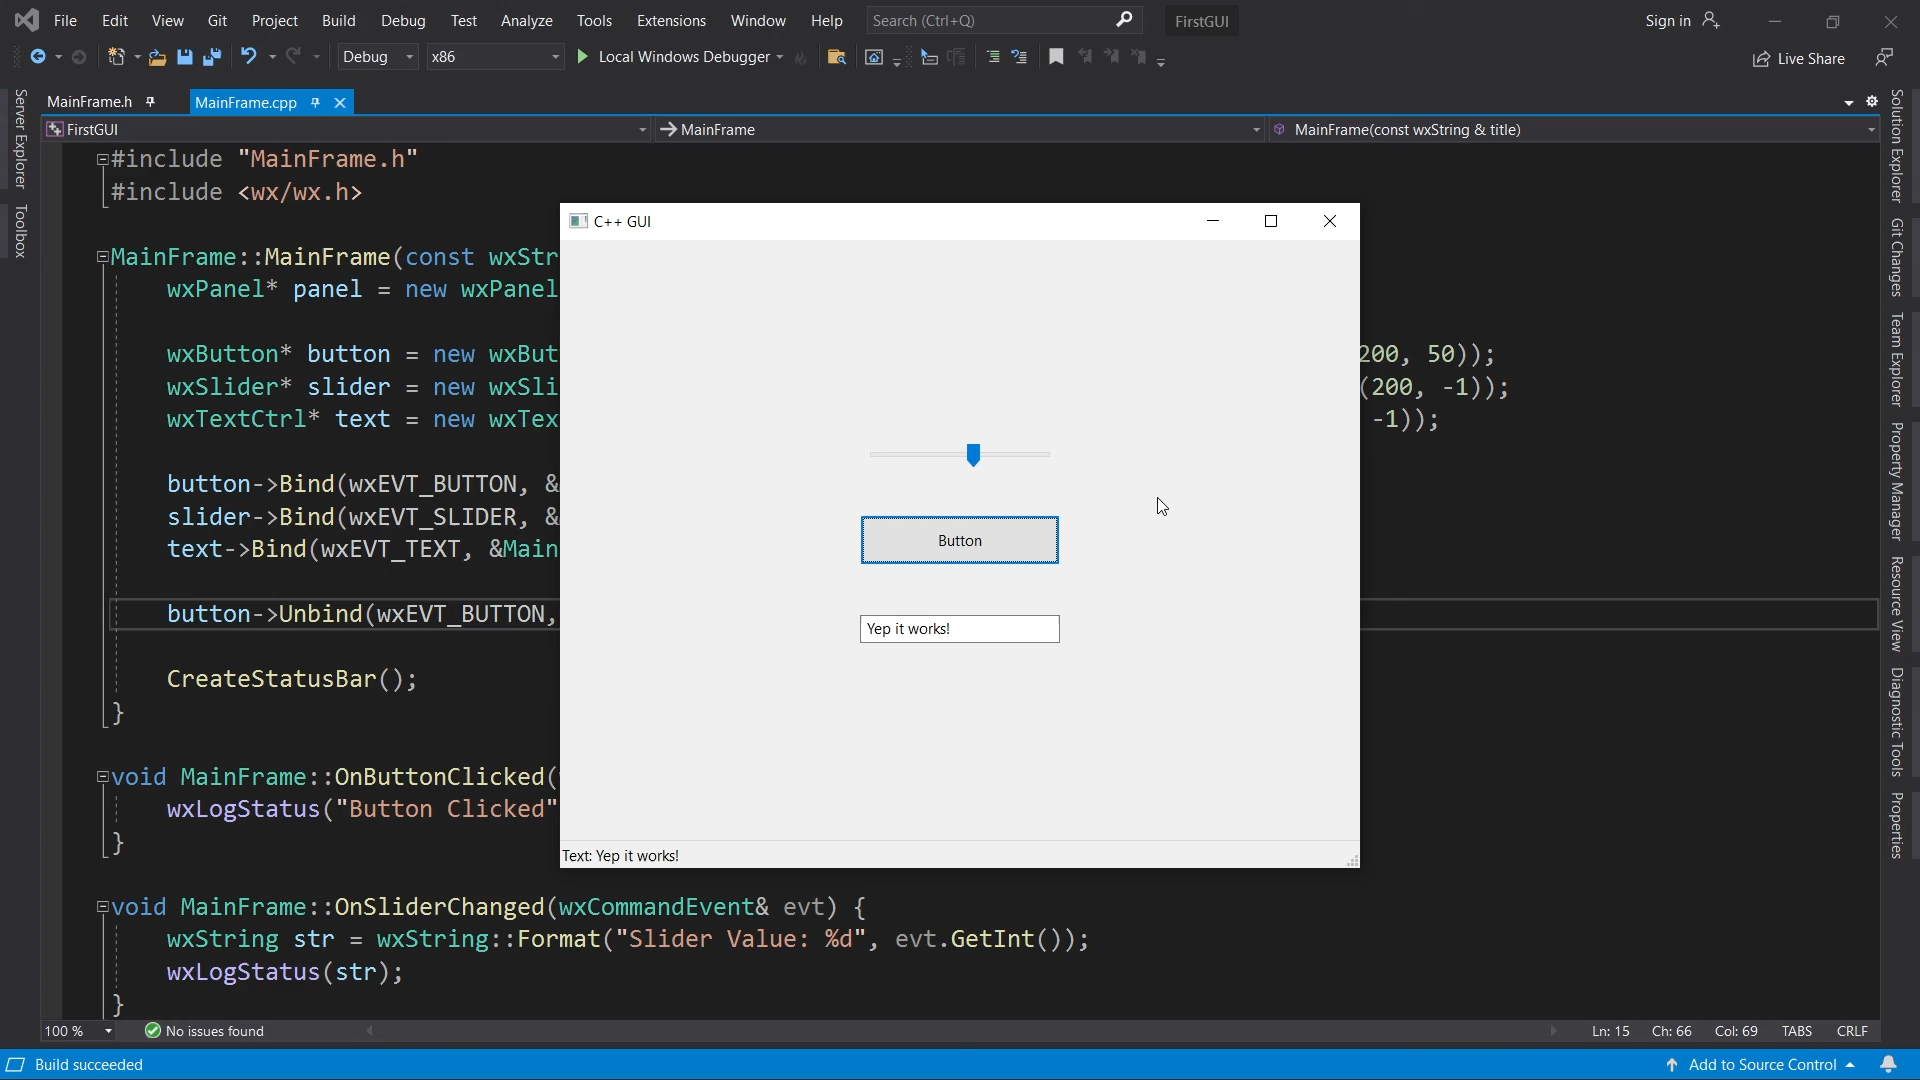 File Edit View Git Project Build Debug Test Analyze Tools Extensions Window Help Search (Ctrl+Q) FirstGUI Sign in
Debug x86 Local Windows Debugger Live Share
MainFrame.h MainFrame.cpp
FirstGUI MainFrame MainFrame(const wxString & title)
Server Explorer
Toolbox
#include "MainFrame.h"
#include <wx/wx.h>
MainFrame::MainFrame(const wxStr
wxPanel* panel = new wxPanel
wxButton* button = new wxBut 200, 50));
wxSlider* slider = new wxSli (200, -1));
wxTextCtrl* text = new wxTex -1));
button->Bind(wxEVT_BUTTON, &
slider->Bind(wxEVT_SLIDER, &
text->Bind(wxEVT_TEXT, &Main
button->Unbind(wxEVT_BUTTON,
CreateStatusBar();
}
void MainFrame::OnButtonClicked(
wxLogStatus("Button Clicked"
}
void MainFrame::OnSliderChanged(wxCommandEvent& evt) {
wxString str = wxString::Format("Slider Value: %d", evt.GetInt());
wxLogStatus(str);
}
C++ GUI
Button
Yep it works!
Text: Yep it works!
Solution Explorer
Git Changes
Team Explorer
Property Manager
Resource View
Diagnostic Tools
Properties
100 % No issues found Ln: 15 Ch: 66 Col: 69 TABS CRLF
Build succeeded Add to Source Control